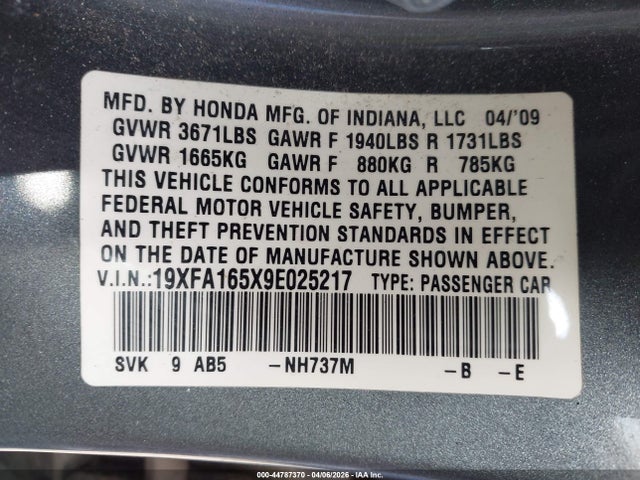 MFD. BY HONDA MFG. OF INDIANA, LLC 04/'09
GVWR 3671LBS GAWR F 1940LBS R 1731LBS
GVWR 1665KG GAWR F 880KG R 785KG
THIS VEHICLE CONFORMS TO ALL APPLICABLE
FEDERAL MOTOR VEHICLE SAFETY, BUMPER,
AND THEFT PREVENTION STANDARDS IN EFFECT
ON THE DATE OF MANUFACTURE SHOWN ABOVE.
V.I.N.:19XFA165X9E025217 TYPE: PASSENGER CAR
SVK 9 AB5 -NH737M -B -E
000-44787370 | 04/06/2026 | IAA Inc.